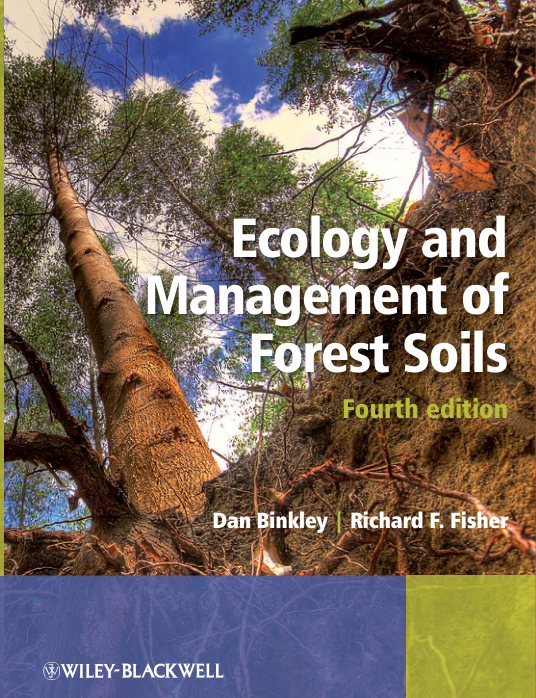 Ecology and
Management of
Forest Soils
Fourth edition
Dan Binkley | Richard F. Fisher
WILEY-BLACKWELL